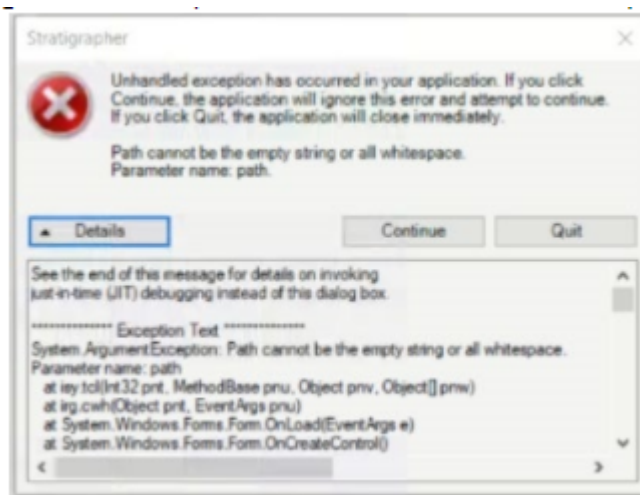 Stratigrapher
Unhandled exception has occurred in your application. If you click
Continue, the application will ignore this error and attempt to continue.
If you click Quit, the application will close immediately.
Path cannot be the empty string or all whitespace.
Parameter name: path.
Details
Continue
Quit
See the end of this message for details on invoking
just-in-time (JIT) debugging instead of this dialog box.
************** Exception Text **************
System.ArgumentException: Path cannot be the empty string or all whitespace.
Parameter name: path
at iey.tcl(Int32 pnt, MethodBase pnu, Object pnv, Object[] pnw)
at irg.cwh(Object pnt, EventArgs pnu)
at System.Windows.Forms.Form.OnLoad(EventArgs e)
at System.Windows.Forms.Form.OnCreateControl()